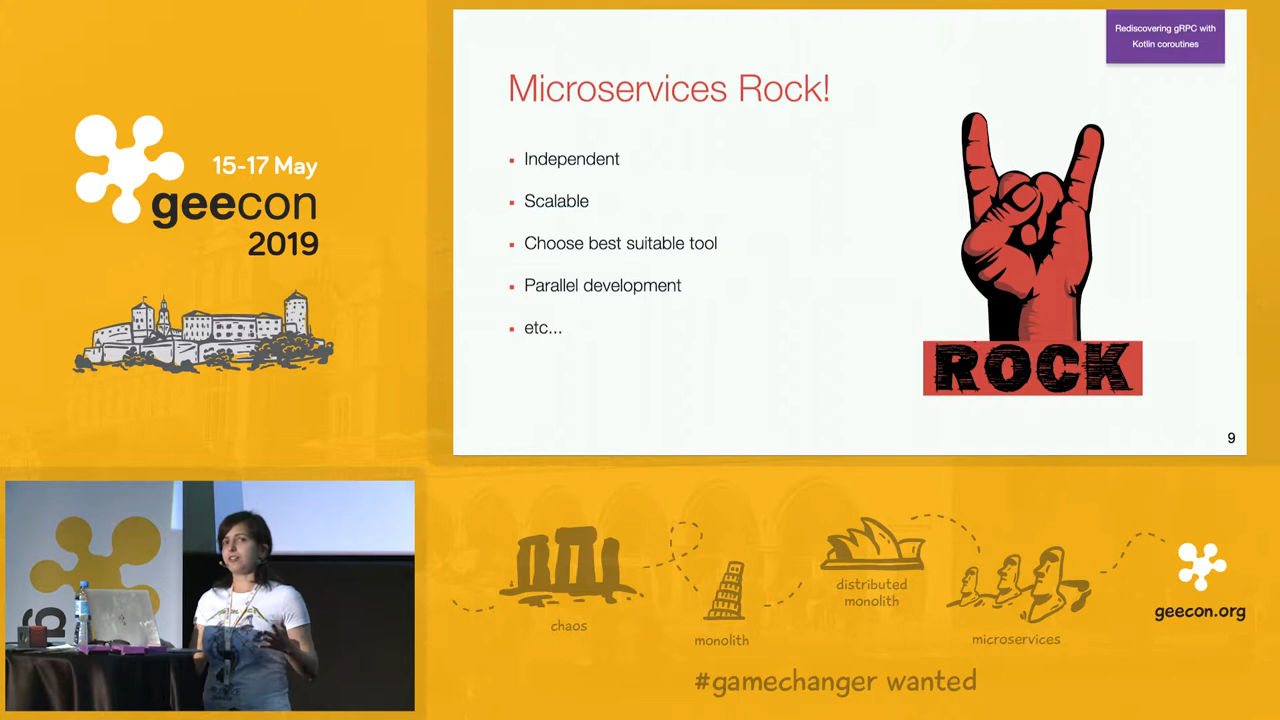 15-17 May
geecon
2019
Rediscovering gRPC with
Kotlin coroutines
Microservices Rock!
Independent
Scalable
Choose best suitable tool
Parallel development
etc...
ROCK
9
chaos
monolith
distributed
monolith
microservices
geecon.org
#gamechanger wanted